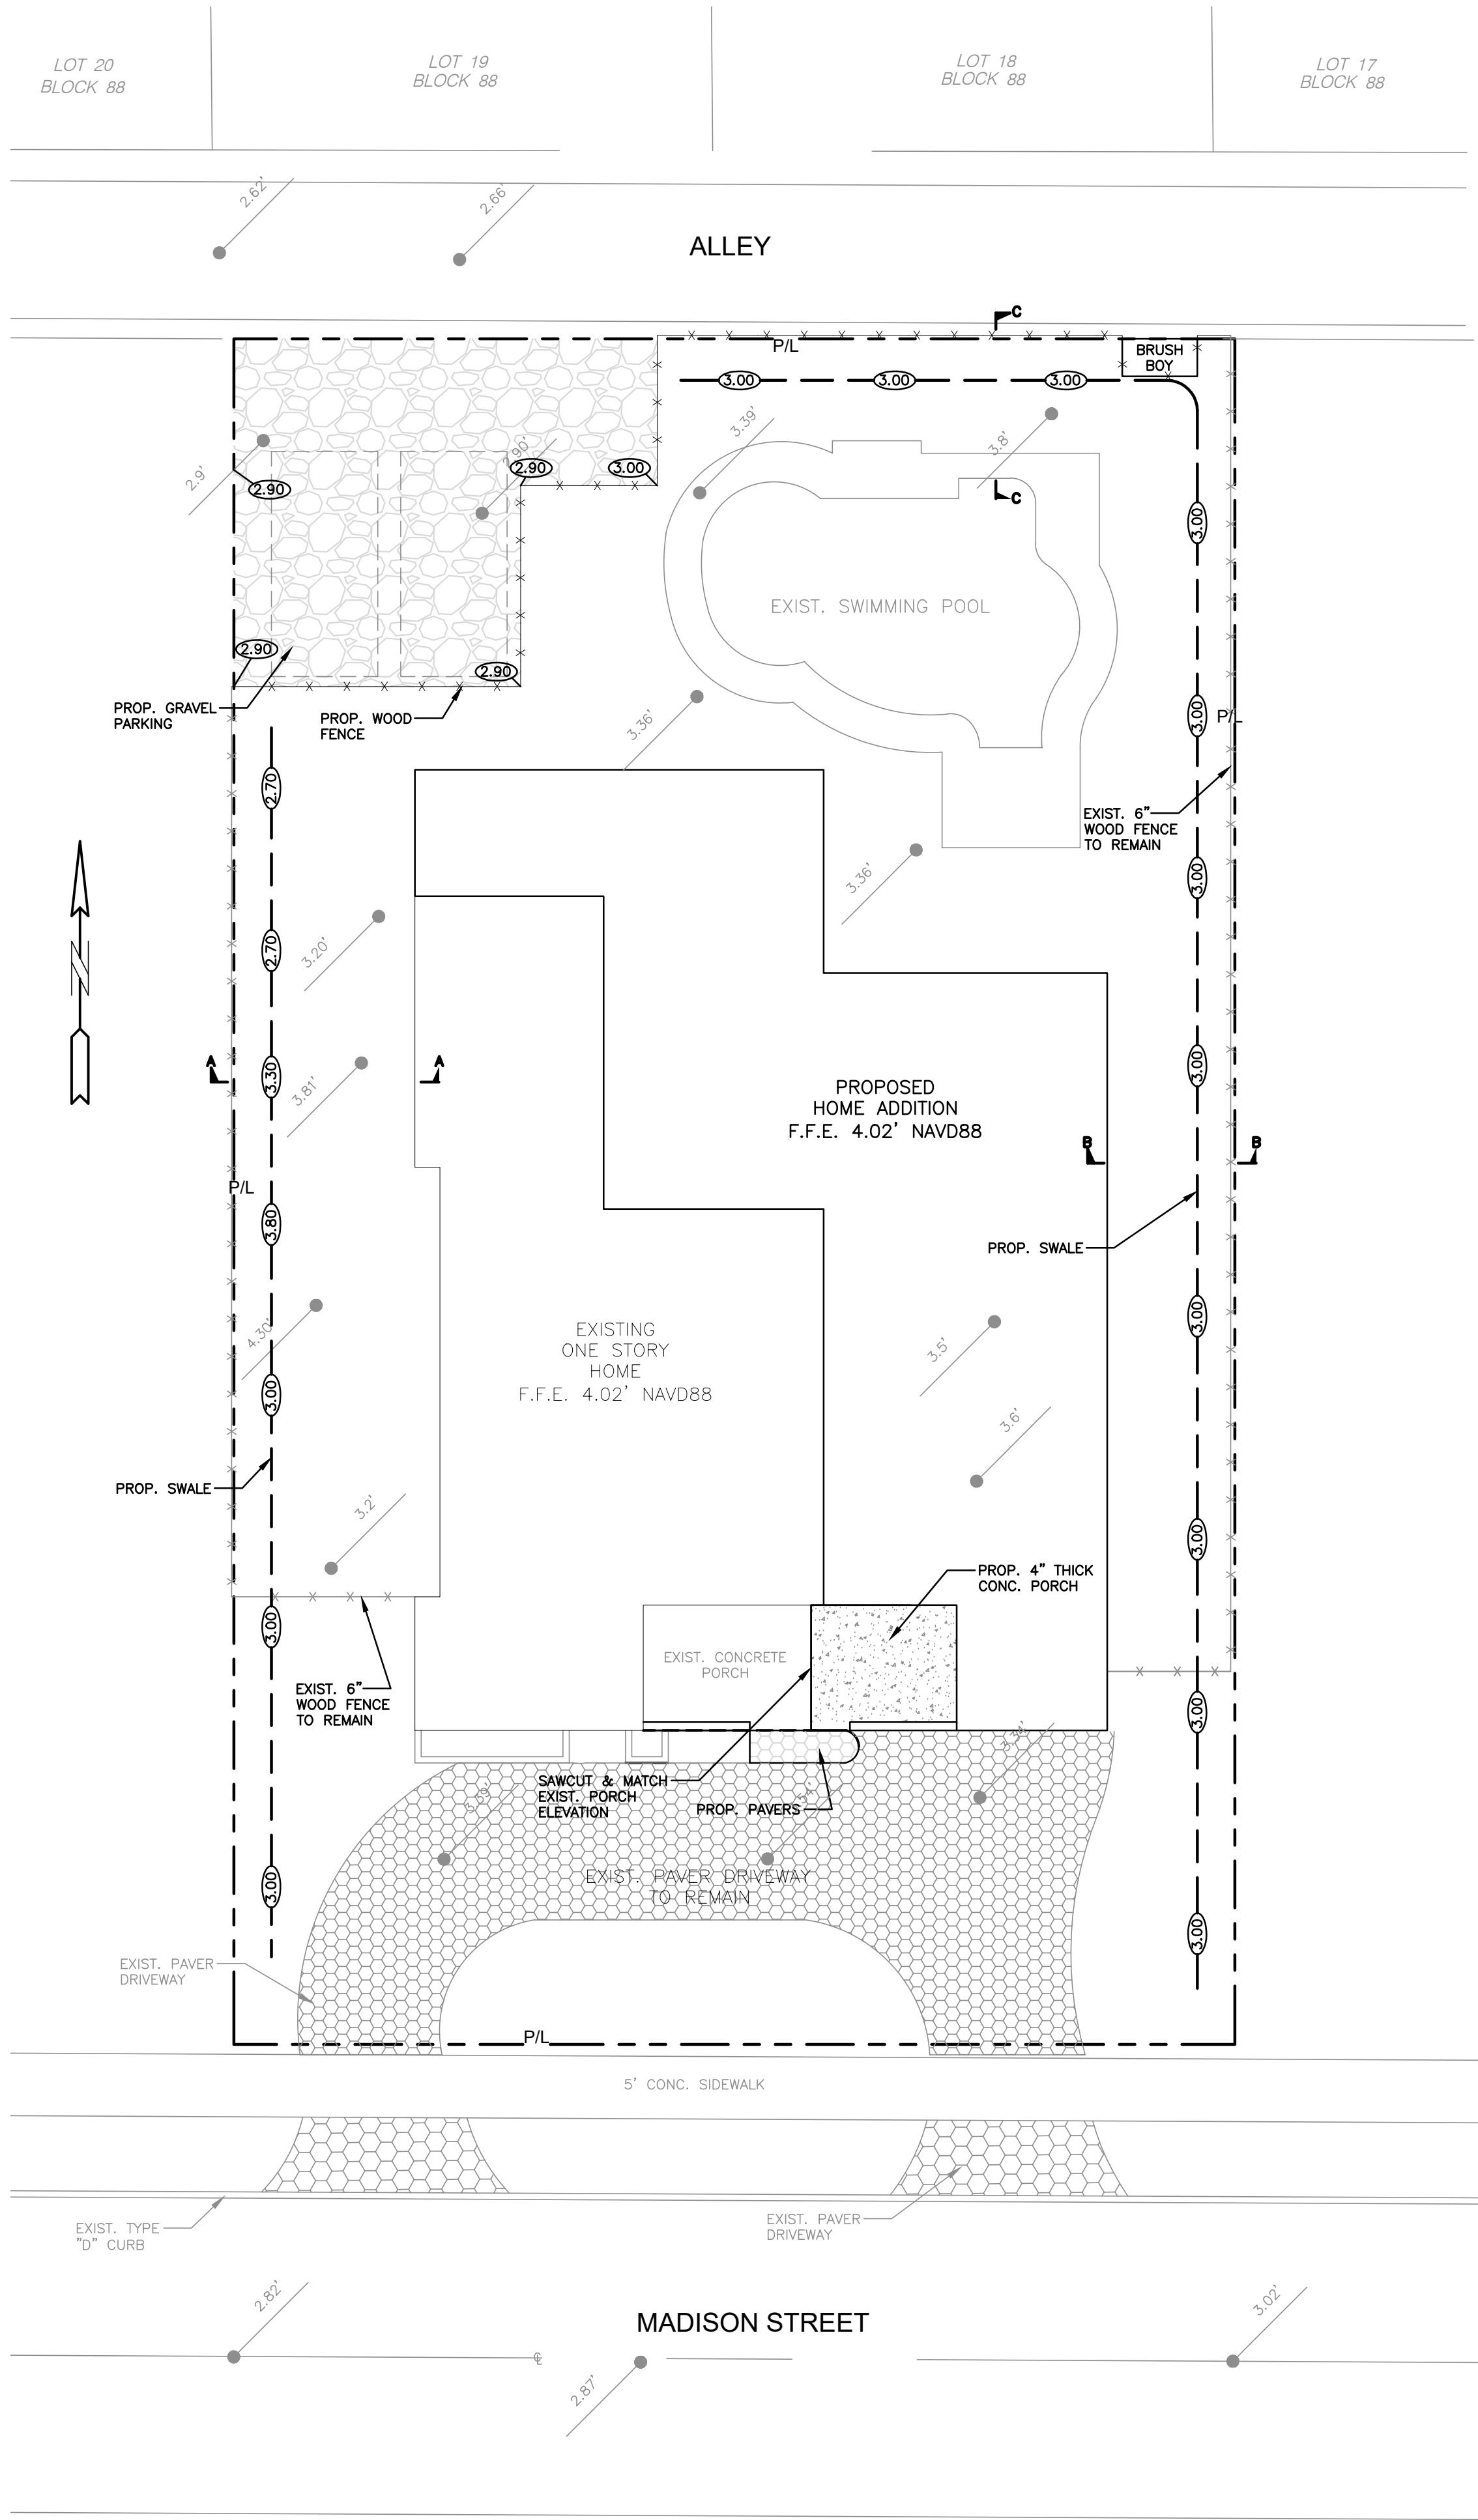 LOT 20
BLOCK 88
LOT 19
BLOCK 88
LOT 18
BLOCK 88
LOT 17
BLOCK 88
2.62'
2.66'
ALLEY
C
P/L
BRUSH
BOY
3.00
3.00
3.00
3.39'
3.8'
2.9'
2.90'
2.90
3.00
2.90
C
3.00
EXIST. SWIMMING POOL
2.90
2.90
PROP. GRAVEL
PARKING
PROP. WOOD
FENCE
3.36'
3.00
P/L
2.70
EXIST. 6"
WOOD FENCE
TO REMAIN
3.36'
3.00
2.70
3.20'
N
A
A
3.30
3.81'
3.00
PROPOSED
HOME ADDITION
F.F.E. 4.02' NAVD88
B
B
P/L
3.80
PROP. SWALE
4.30'
3.00
EXISTING
ONE STORY
HOME
F.F.E. 4.02' NAVD88
3.5'
3.00
3.6'
PROP. SWALE
3.2'
3.00
PROP. 4" THICK
CONC. PORCH
3.00
EXIST. CONCRETE
PORCH
EXIST. 6"
WOOD FENCE
TO REMAIN
3.00
3.34'
SAWCUT & MATCH
EXIST. PORCH
ELEVATION
PROP. PAVERS
3.59'
EXIST. PAVER DRIVEWAY
TO REMAIN
3.00
3.00
EXIST. PAVER
DRIVEWAY
P/L
5' CONC. SIDEWALK
EXIST. TYPE
"D" CURB
EXIST. PAVER
DRIVEWAY
2.82'
MADISON STREET
3.02'
℄
2.87'